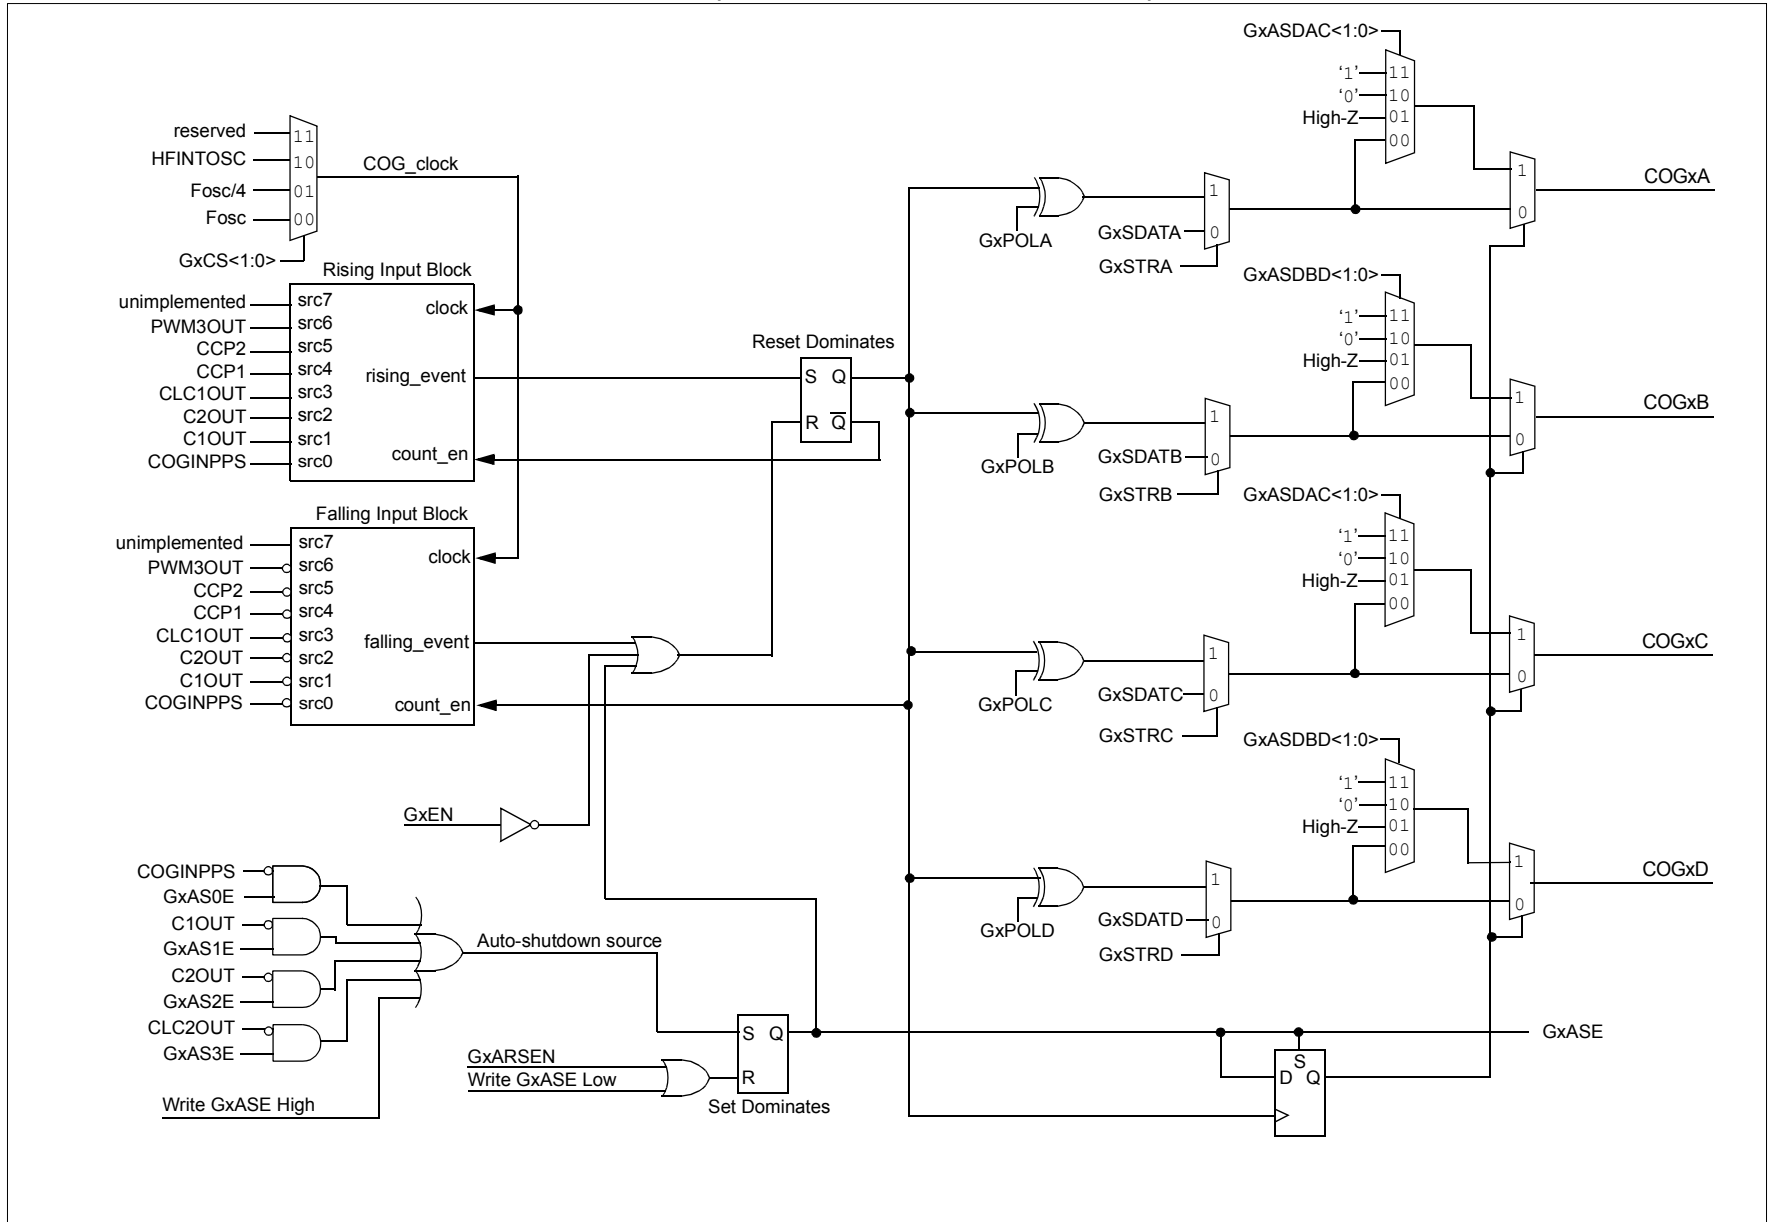 reserved
HFINTOSC
Fosc/4
Fosc
11
10
01
00
COG_clock
GxCS<1:0>
Rising Input Block
unimplemented
PWM3OUT
CCP2
CCP1
CLC1OUT
C2OUT
C1OUT
COGINPPS
src7
src6
src5
src4
src3
src2
src1
src0
clock
rising_event
count_en
Falling Input Block
unimplemented
PWM3OUT
CCP2
CCP1
CLC1OUT
C2OUT
C1OUT
COGINPPS
src7
src6
src5
src4
src3
src2
src1
src0
clock
falling_event
count_en
Reset Dominates
S Q
R Q
GxEN
COGINPPS
GxAS0E
C1OUT
GxAS1E
C2OUT
GxAS2E
CLC2OUT
GxAS3E
Write GxASE High
Auto-shutdown source
GxARSEN
Write GxASE Low
S Q
R
Set Dominates
GxASDAC<1:0>
'1' 11
'0' 10
High-Z 01
00
GxPOLA
GxSDATA
GxSTRA
1
0
1
0
COGxA
GxASDBD<1:0>
'1' 11
'0' 10
High-Z 01
00
GxPOLB
GxSDATB
GxSTRB
1
0
1
0
COGxB
GxASDAC<1:0>
'1' 11
'0' 10
High-Z 01
00
GxPOLC
GxSDATC
GxSTRC
1
0
1
0
COGxC
GxASDBD<1:0>
'1' 11
'0' 10
High-Z 01
00
GxPOLD
GxSDATD
GxSTRD
1
0
1
0
COGxD
GxASE
S
D Q